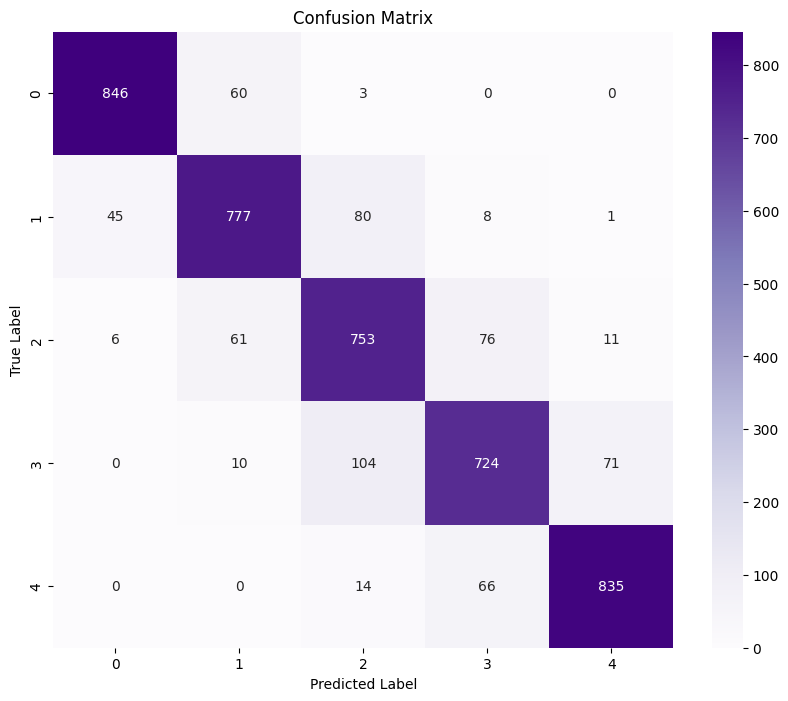 Confusion Matrix
0 846 60 3 0 0
1 45 777 80 8 1
2 6 61 753 76 11
3 0 10 104 724 71
4 0 0 14 66 835
0 1 2 3 4
True Label
Predicted Label
800
700
600
500
400
300
200
100
0